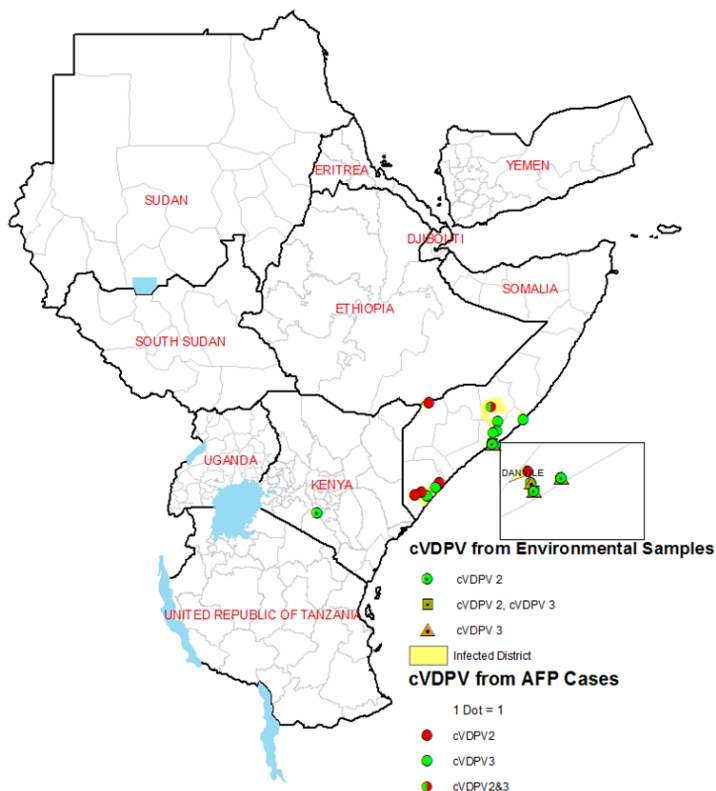 ERITREA
YEMEN
SUDAN
DJIBOUTI
SOMALIA
ETHIOPIA
SOUTH SUDAN
UGANDA
KENYA
UNITED REPUBLIC OF TANZANIA
cVDPV from Environmental Samples
cVDPV 2
cVDPV 2, cVDPV 3
cVDPV 3
Infected District
cVDPV from AFP Cases
1 Dot = 1
cVDPV2
cVDPV3
cVDPV2&3